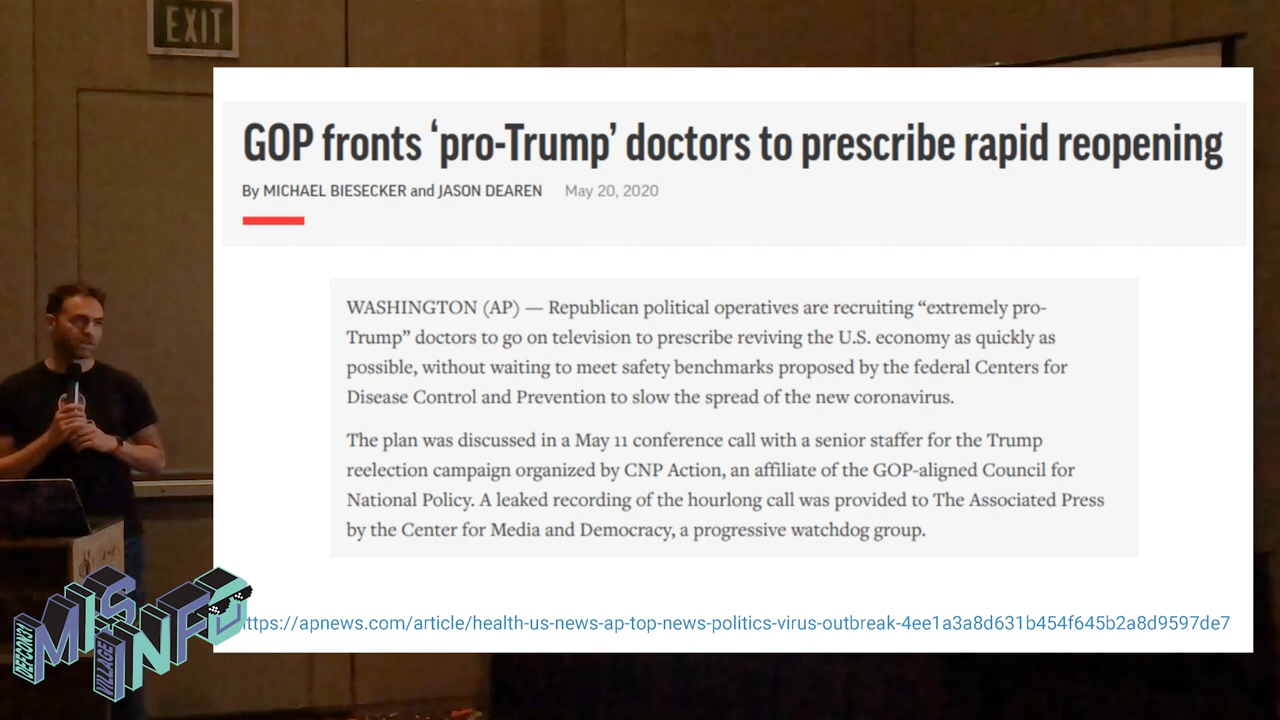 EXIT
GOP fronts ‘pro-Trump’ doctors to prescribe rapid reopening
By MICHAEL BIESECKER and JASON DEAREN May 20, 2020
WASHINGTON (AP) — Republican political operatives are recruiting “extremely pro-
Trump” doctors to go on television to prescribe reviving the U.S. economy as quickly as
possible, without waiting to meet safety benchmarks proposed by the federal Centers for
Disease Control and Prevention to slow the spread of the new coronavirus.
The plan was discussed in a May 11 conference call with a senior staffer for the Trump
reelection campaign organized by CNP Action, an affiliate of the GOP-aligned Council for
National Policy. A leaked recording of the hourlong call was provided to The Associated Press
by the Center for Media and Democracy, a progressive watchdog group.
ttps://apnews.com/article/health-us-news-ap-top-news-politics-virus-outbreak-4ee1a3a8d631b454f645b2a8d9597de7
DEFCON31
MIS
INFO
VILLAGE